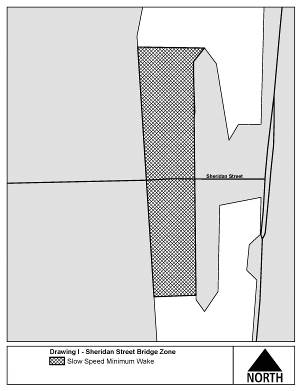 Sheridan Street
Drawing I - Sheridan Street Bridge Zone
Slow Speed Minimum Wake
NORTH